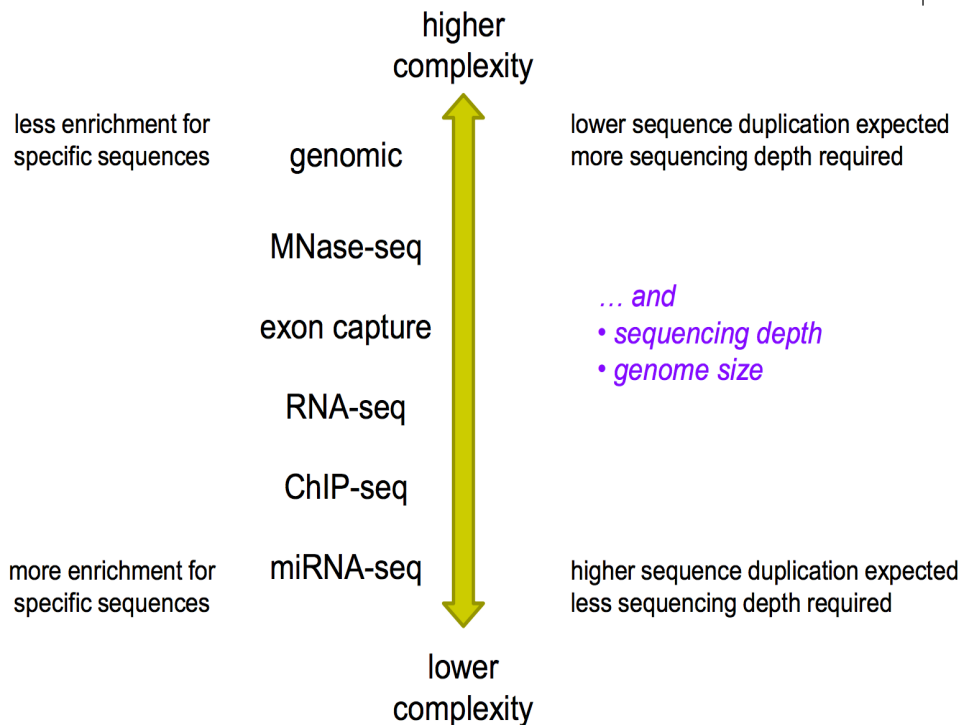 higher
complexity
less enrichment for
specific sequences
lower sequence duplication expected
more sequencing depth required
genomic
MNase-seq
exon capture
RNA-seq
ChIP-seq
miRNA-seq
… and
• sequencing depth
• genome size
more enrichment for
specific sequences
higher sequence duplication expected
less sequencing depth required
lower
complexity